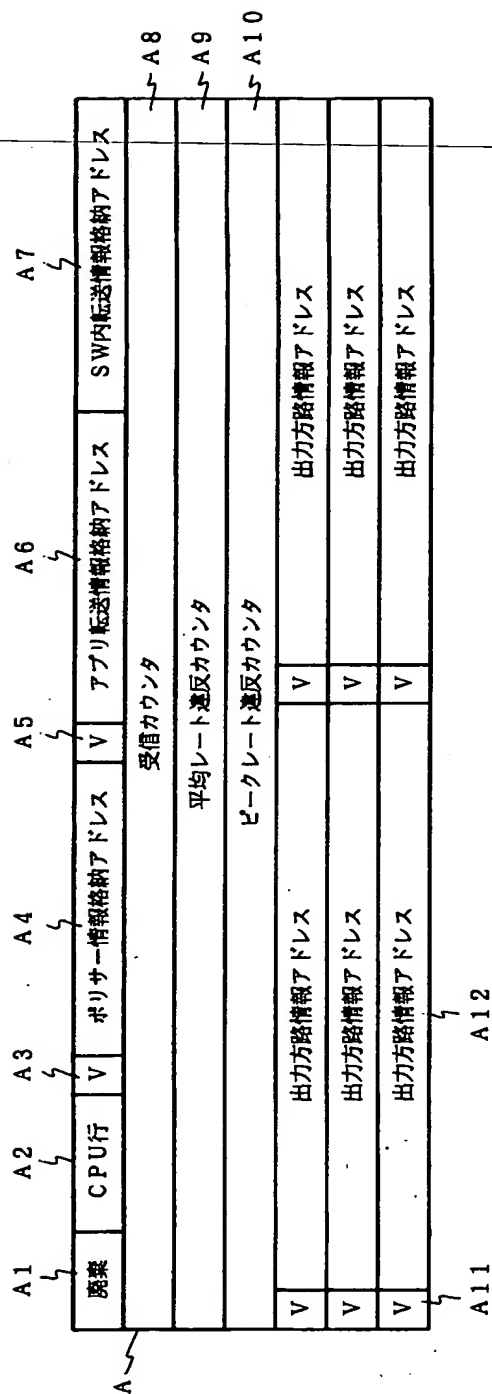 A1 A2 A3 A4 A5 A6 A7
A
廃棄 CPU行 V ポリサー情報格納アドレス V アプリ転送情報格納アドレス SW内転送情報格納アドレス
受信カウンタ A8
平均レート違反カウンタ A9
ピークレート違反カウンタ A10
V 出力方路情報アドレス V 出力方路情報アドレス
V 出力方路情報アドレス V 出力方路情報アドレス
V 出力方路情報アドレス V 出力方路情報アドレス
A11 A12